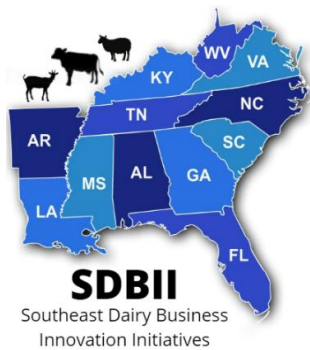 WV
VA
KY
NC
TN
SC
AR
MS
AL
GA
LA
FL
SDBII
Southeast Dairy Business
Innovation Initiatives